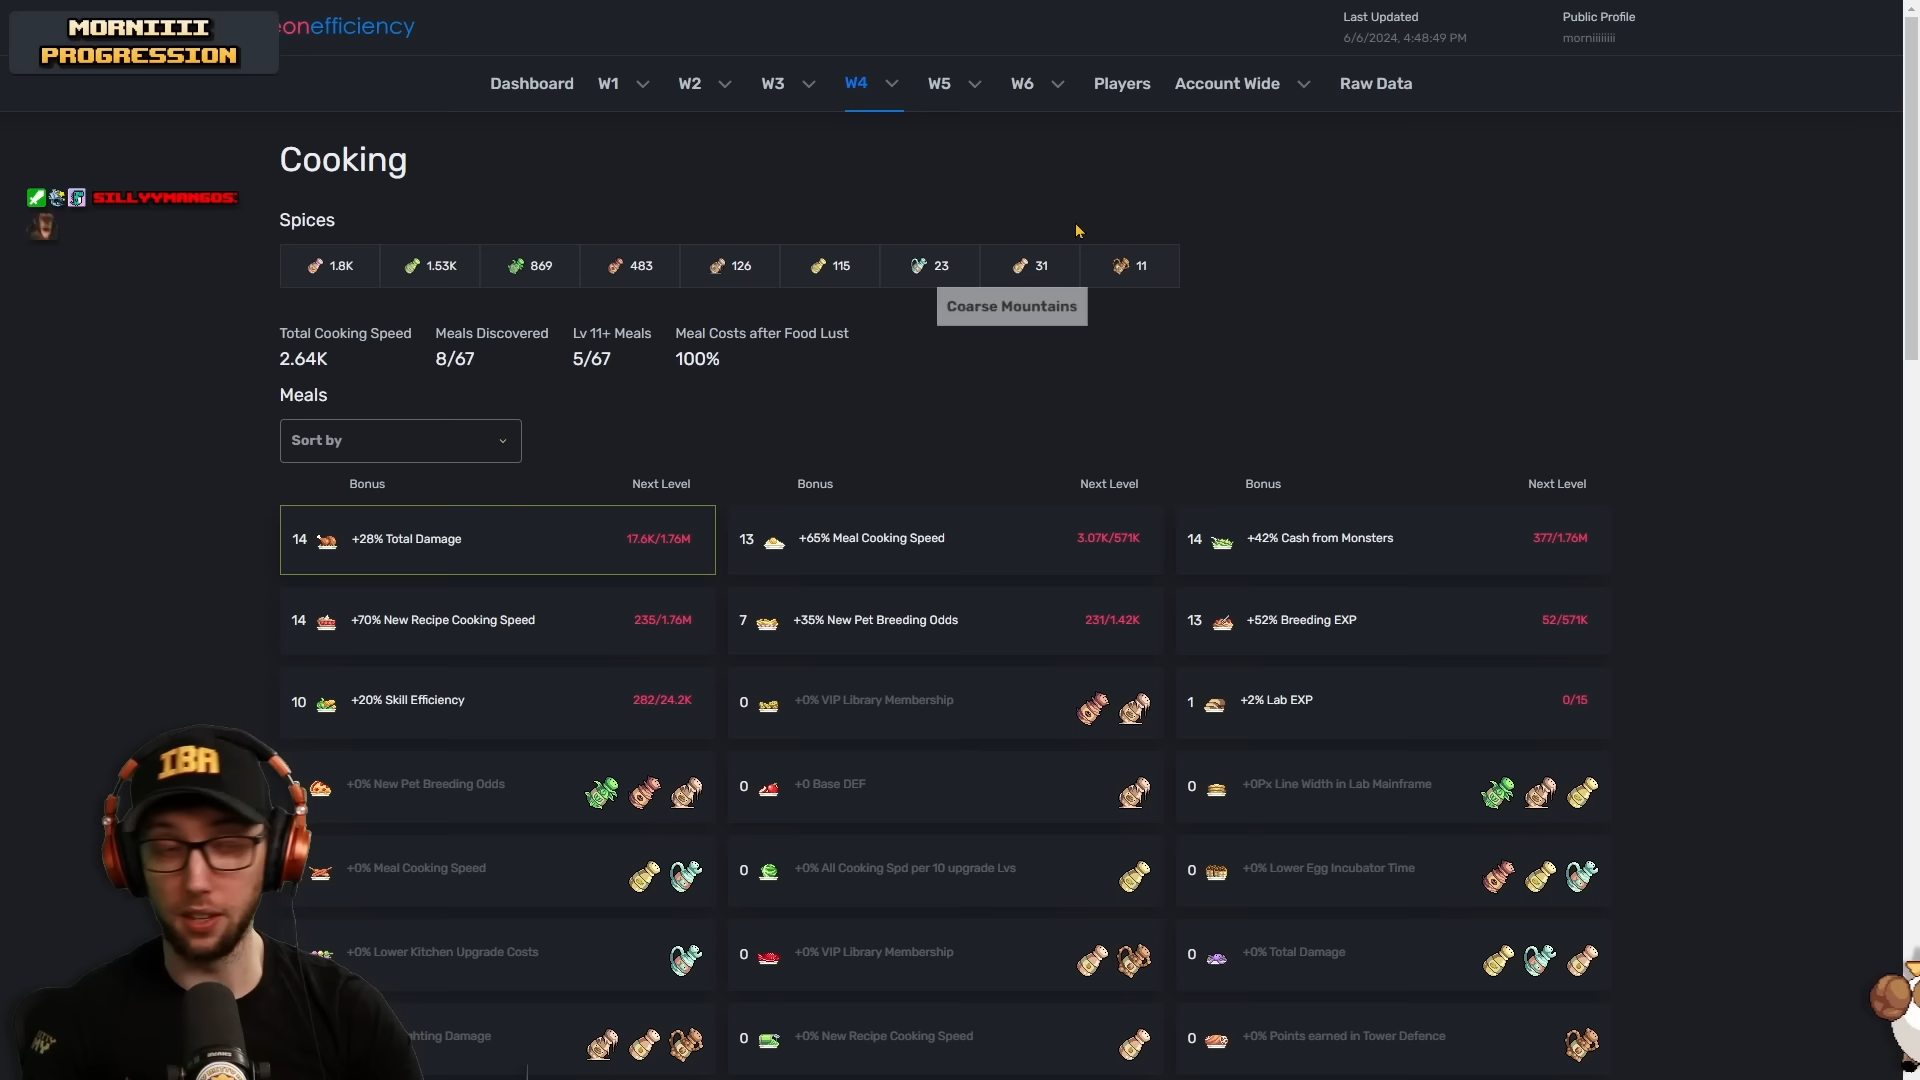 MORNIIII
PROGRESSION
onefficiency
Last Updated
6/6/2024, 4:48:49 PM
Public Profile
morniiiiiiii
Dashboard W1 W2 W3 W4 W5 W6 Players Account Wide Raw Data
Cooking
SILLYYMANGOS:
Spices
1.8K 1.53K 869 483 126 115 23 31 11
Coarse Mountains
Total Cooking Speed Meals Discovered Lv 11+ Meals Meal Costs after Food Lust
2.64K 8/67 5/67 100%
Meals
Sort by
Bonus Next Level Bonus Next Level Bonus Next Level
14 +28% Total Damage 17.6K/1.76M
13 +65% Meal Cooking Speed 3.07K/571K
14 +42% Cash from Monsters 377/1.76M
14 +70% New Recipe Cooking Speed 235/1.76M
7 +35% New Pet Breeding Odds 231/1.42K
13 +52% Breeding EXP 52/571K
10 +20% Skill Efficiency 282/24.2K
0 +0% VIP Library Membership
1 +2% Lab EXP 0/15
+0% New Pet Breeding Odds
0 +0 Base DEF
0 +0Px Line Width in Lab Mainframe
+0% Meal Cooking Speed
0 +0% All Cooking Spd per 10 upgrade Lvs
0 +0% Lower Egg Incubator Time
+0% Lower Kitchen Upgrade Costs
0 +0% VIP Library Membership
0 +0% Total Damage
ghting Damage
0 +0% New Recipe Cooking Speed
0 +0% Points earned in Tower Defence
IBA